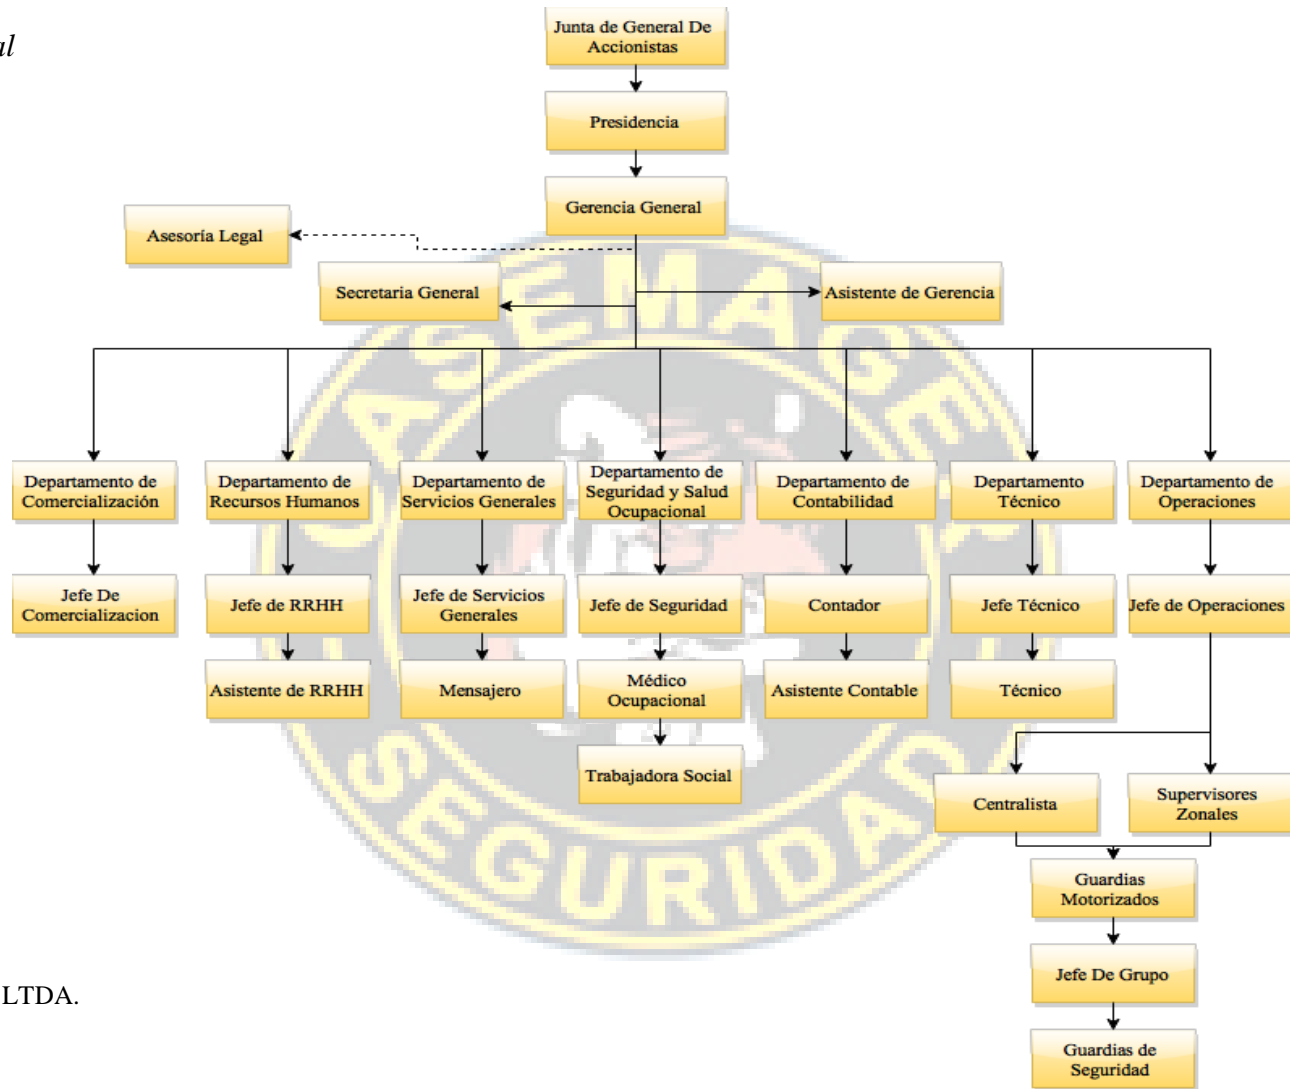 Junta de General De
Accionistas
al
Presidencia
Gerencia General
Asesoría Legal
Secretaria General
Asistente de Gerencia
CASEMAGER
Departamento de
Comercialización
Departamento de
Recursos Humanos
Departamento de
Servicios Generales
Departamento de
Seguridad y Salud
Ocupacional
Departamento de
Contabilidad
Departamento
Técnico
Departamento de
Operaciones
Jefe De
Comercializacion
Jefe de RRHH
Jefe de Servicios
Generales
Jefe de Seguridad
Contador
Jefe Técnico
Jefe de Operaciones
Asistente de RRHH
Mensajero
Médico
Ocupacional
Asistente Contable
Técnico
Trabajadora Social
Centralista
Supervisores
Zonales
SEGURIDAD
Guardias
Motorizados
Jefe De Grupo
LTDA.
Guardias de
Seguridad